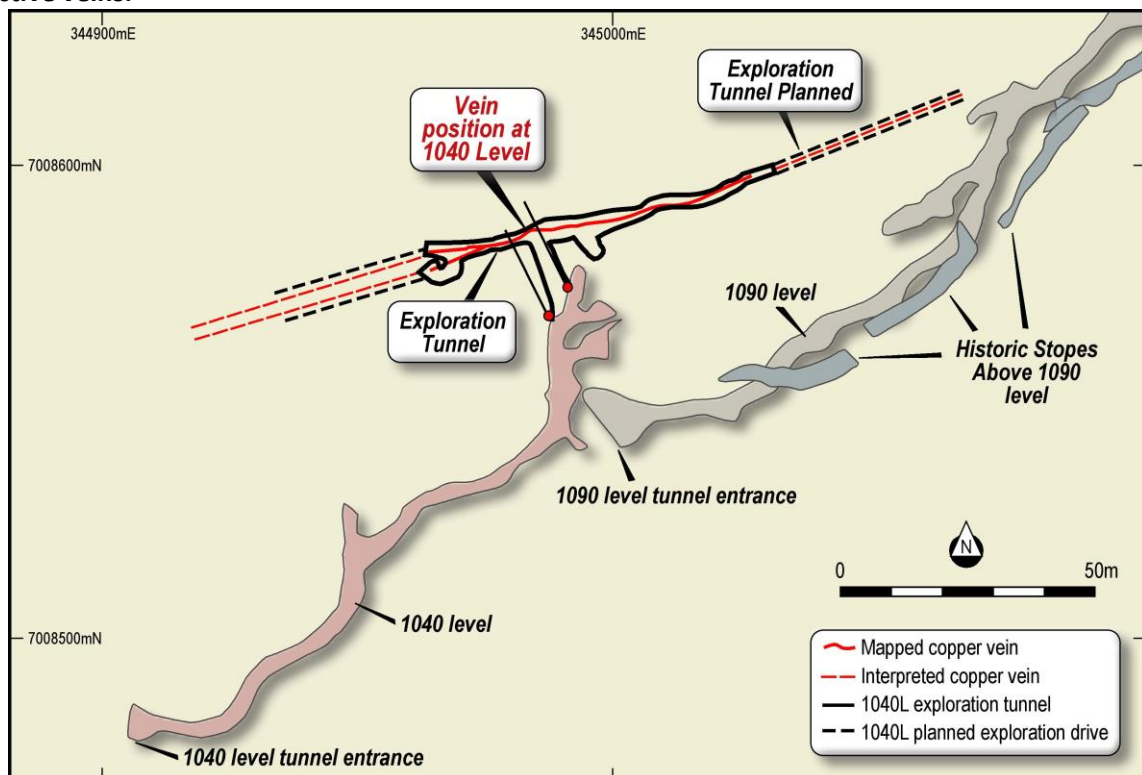 344900mE
345000mE
7008600mN
7008500mN
Vein
position at
1040 Level
Exploration
Tunnel Planned
Exploration
Tunnel
1090 level
Historic Stopes
Above 1090
level
1090 level tunnel entrance
1040 level
1040 level tunnel entrance
N
0
50m
Mapped copper vein
Interpreted copper vein
1040L exploration tunnel
1040L planned exploration drive